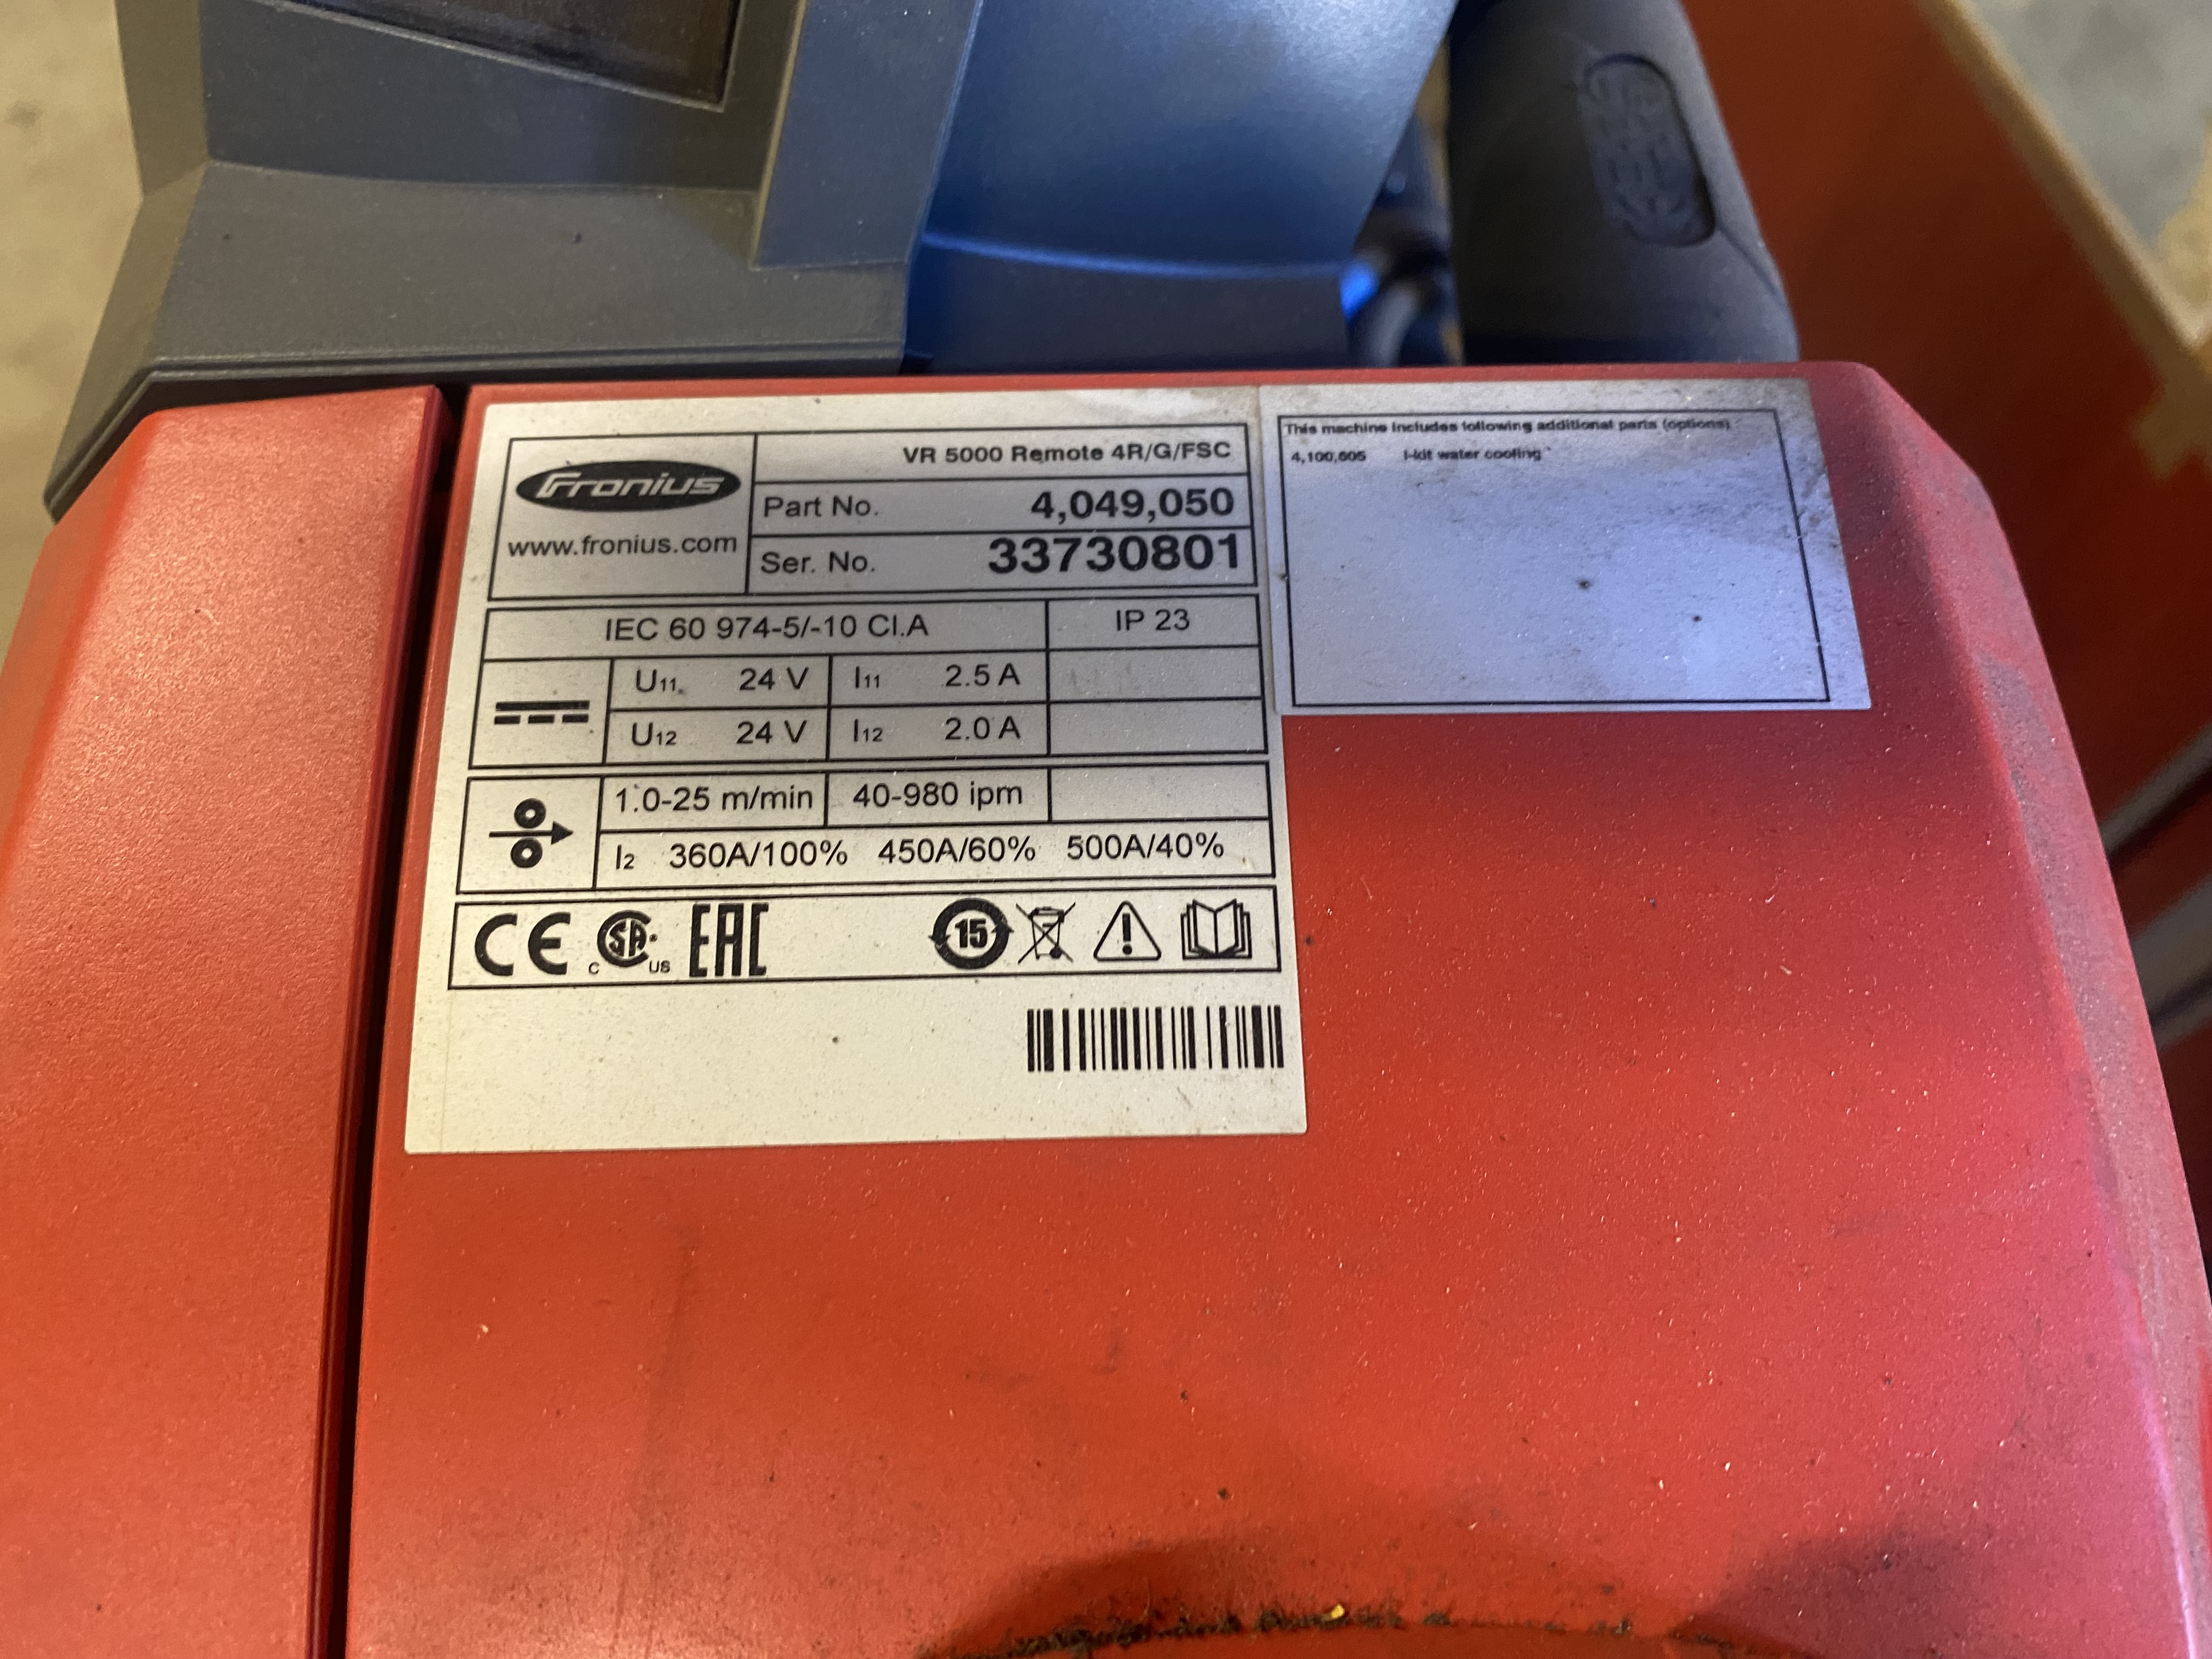 Fronius
www.fronius.com
VR 5000 Remote 4R/G/FSC
Part No. 4,049,050
Ser. No. 33730801
IEC 60 974-5/-10 Cl.A IP 23
U11 24 V I11 2.5 A
U12 24 V I12 2.0 A
1.0-25 m/min 40-980 ipm
I2 360A/100% 450A/60% 500A/40%
CE C SA US EAC 15
This machine includes following additional parts (options) :
4,100,605 I-kit water cooling